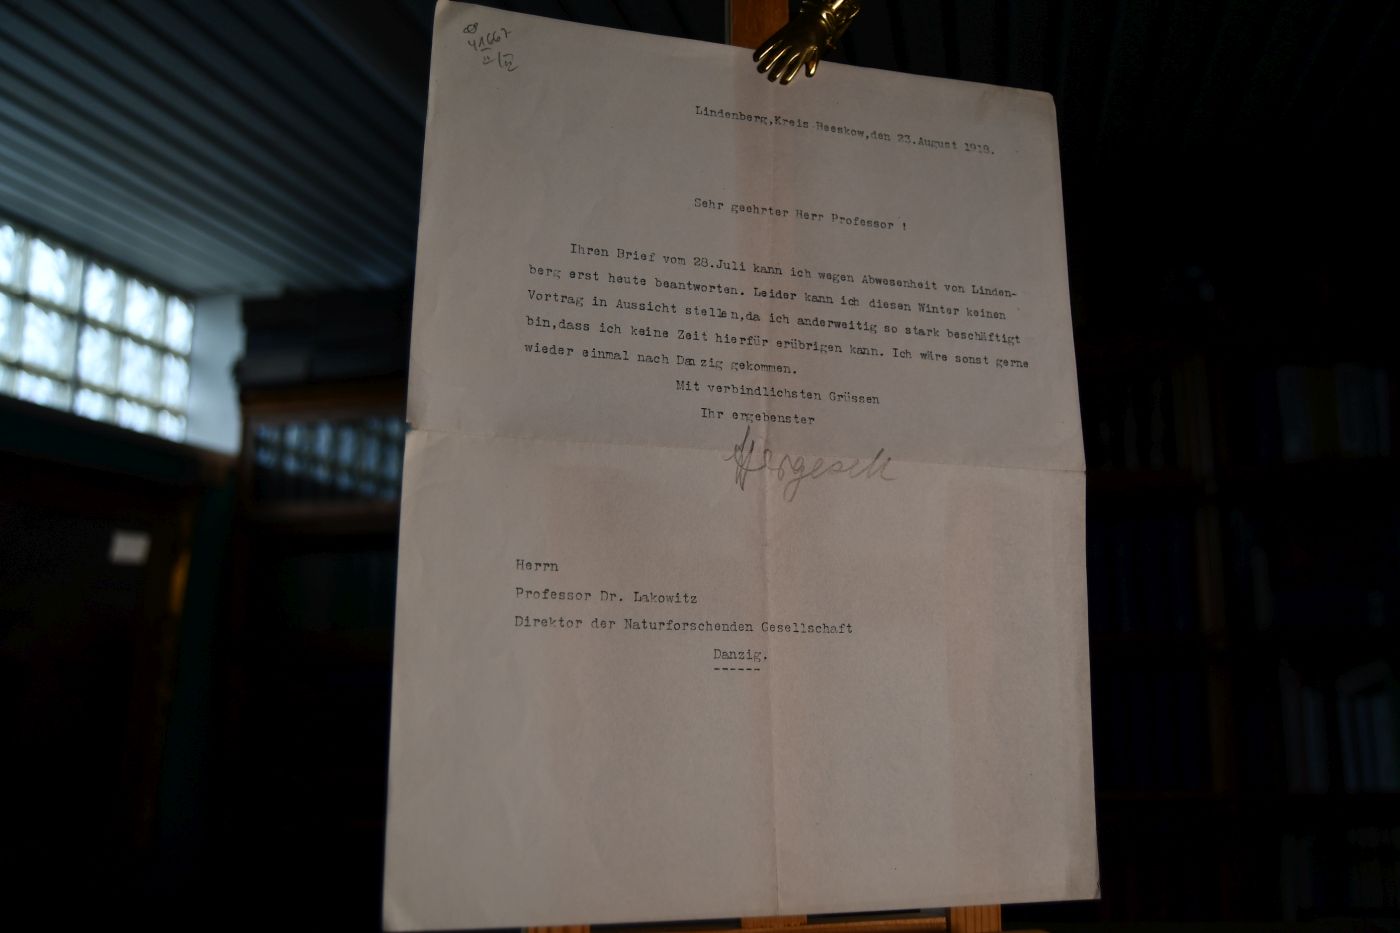 41667
Lindenberg,Kreis Beeskow,den 23.August 1918.
Sehr geehrter Herr Professor !
Ihren Brief vom 28.Juli kann ich wegen Abwesenheit von Linden-
berg erst heute beantworten. Leider kann ich diesen Winter keinen
Vortrag in Aussicht stellen,da ich anderweitig so stark beschäftigt
bin,dass ich keine Zeit hierfür erübrigen kann. Ich wäre sonst gerne
wieder einmal nach Danzig gekommen.
Mit verbindlichsten Grüssen
Ihr ergebenster
Hergesell
Herrn
Professor Dr. Lakowitz
Direktor der Naturforschenden Gesellschaft
Danzig.